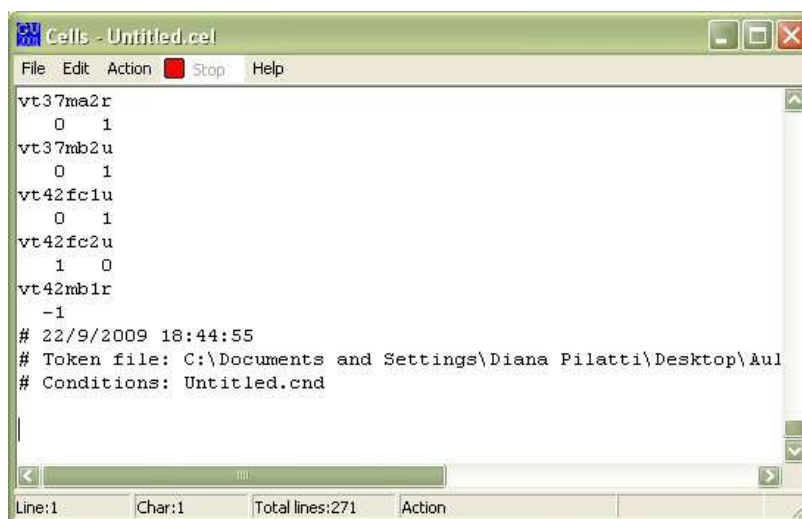 Cells - Untitled.cel
File Edit Action Stop Help
vt37ma2r
0 1
vt37mb2u
0 1
vt42fc1u
0 1
vt42fc2u
1 0
vt42mb1r
-1
# 22/9/2009 18:44:55
# Token file: C:\Documents and Settings\Diana Pilatti\Desktop\Aul
# Conditions: Untitled.cnd
Line:1 Char:1 Total lines:271 Action